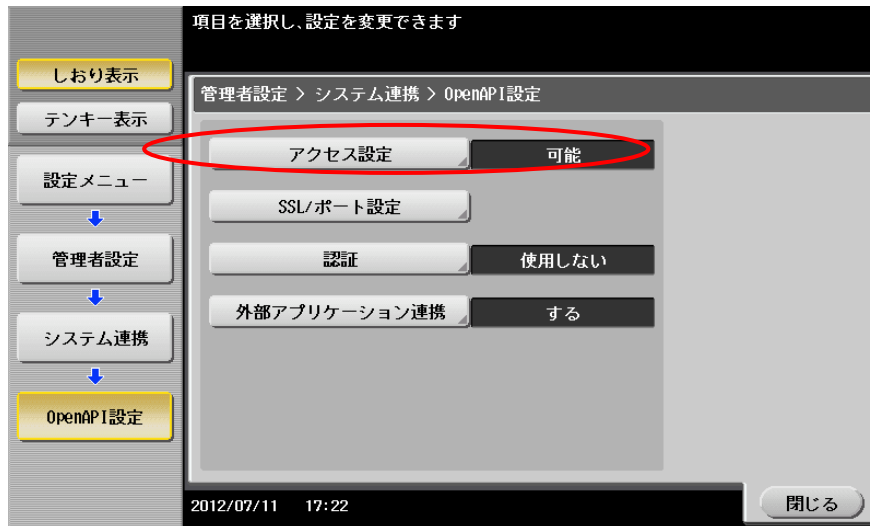 項目を選択し、設定を変更できます
しおり表示
テンキー表示
設定メニュー
管理者設定
システム連携
OpenAPI設定
管理者設定 > システム連携 > OpenAPI設定
アクセス設定 可能
SSL/ポート設定
認証 使用しない
外部アプリケーション連携 する
2012/07/11 17:22
閉じる